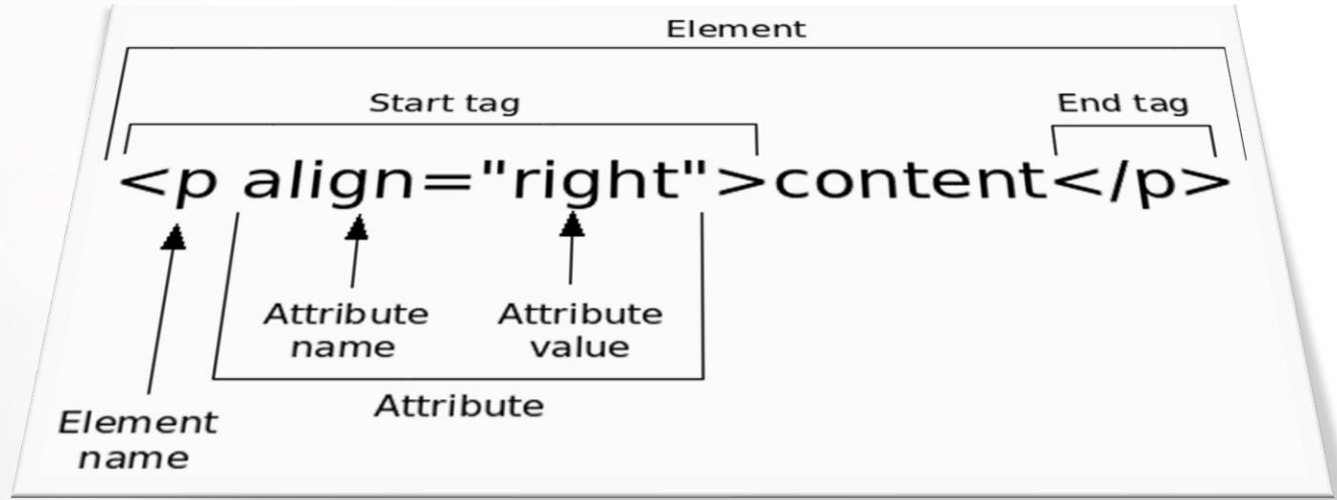 Element
Start tag
End tag
<p align="right">content</p>
Attribute
name
Attribute
value
Attribute
Element
name